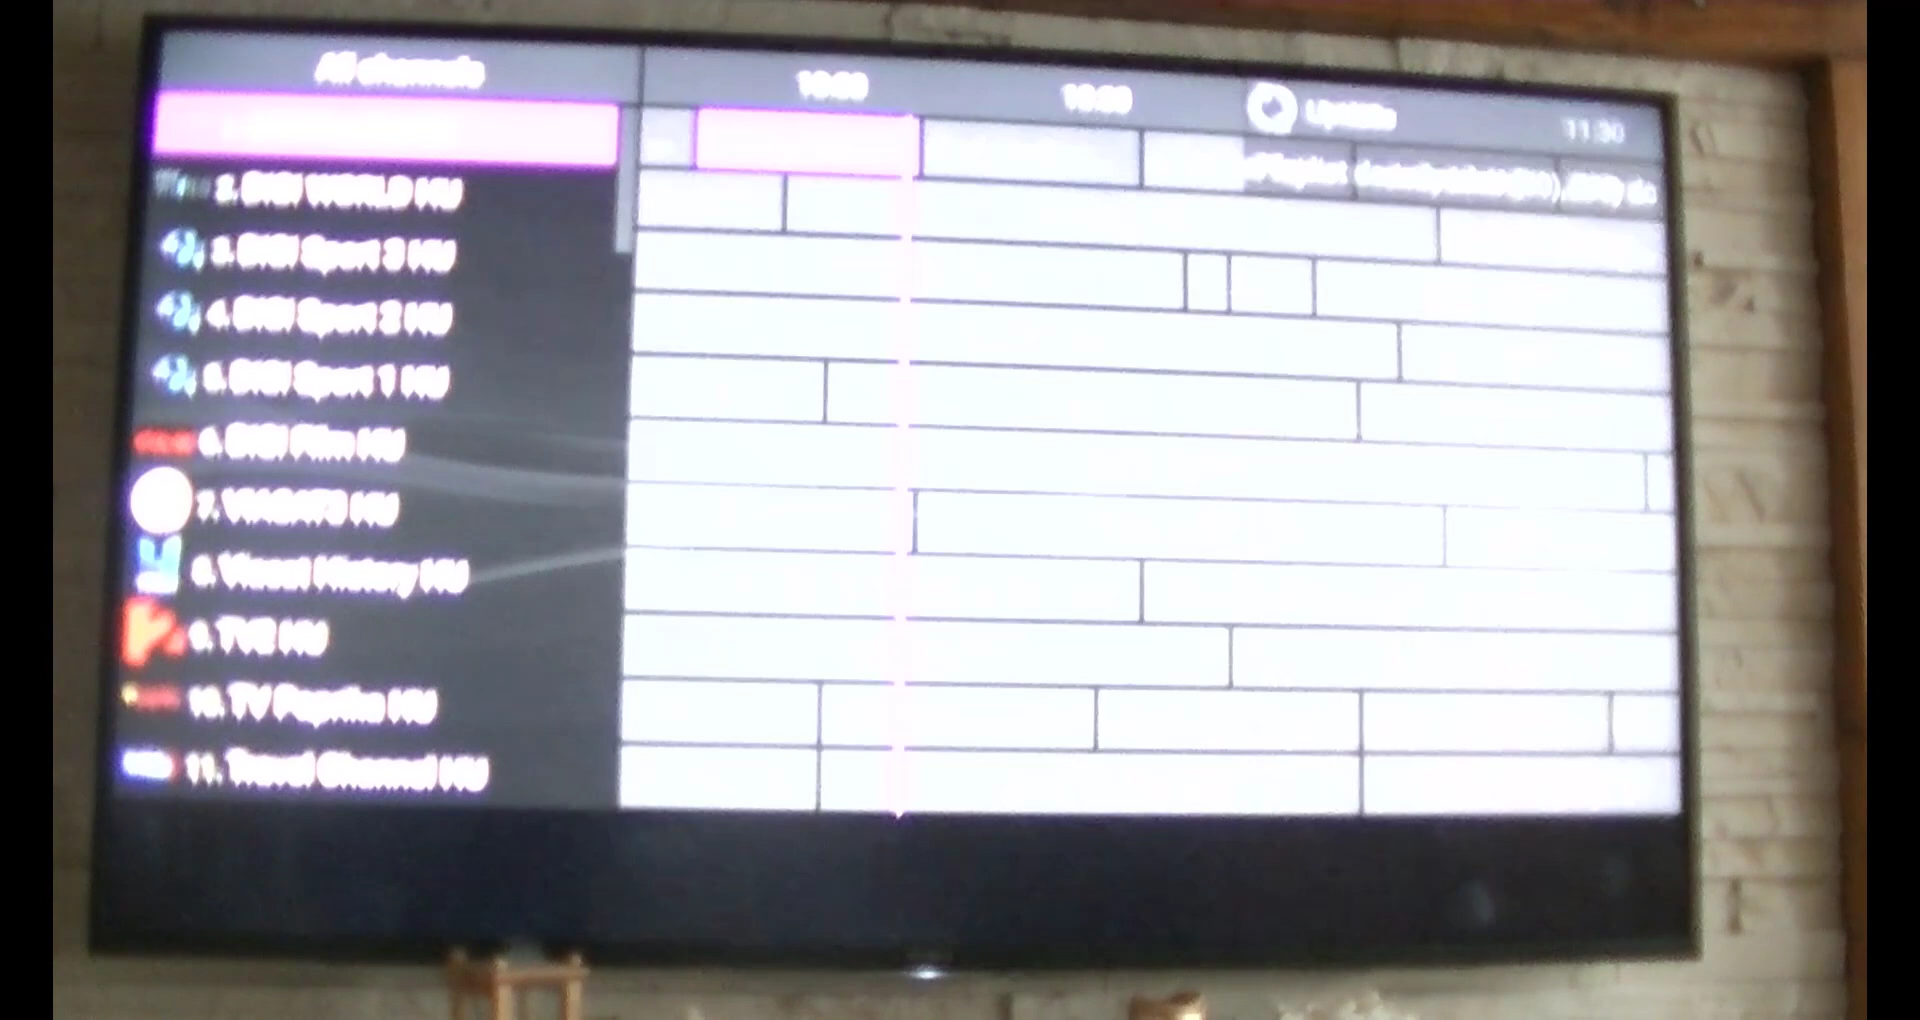 All channels
10:00
10:30
Update
11:30
2. DIGI WORLD HU
3. DIGI Sport 3 HU
4. DIGI Sport 2 HU
5. DIGI Sport 1 HU
6. DIGI Film HU
7. VIASAT3 HU
8. Viasat History HU
9. TV2 HU
10. TV Paprika HU
11. Travel Channel HU